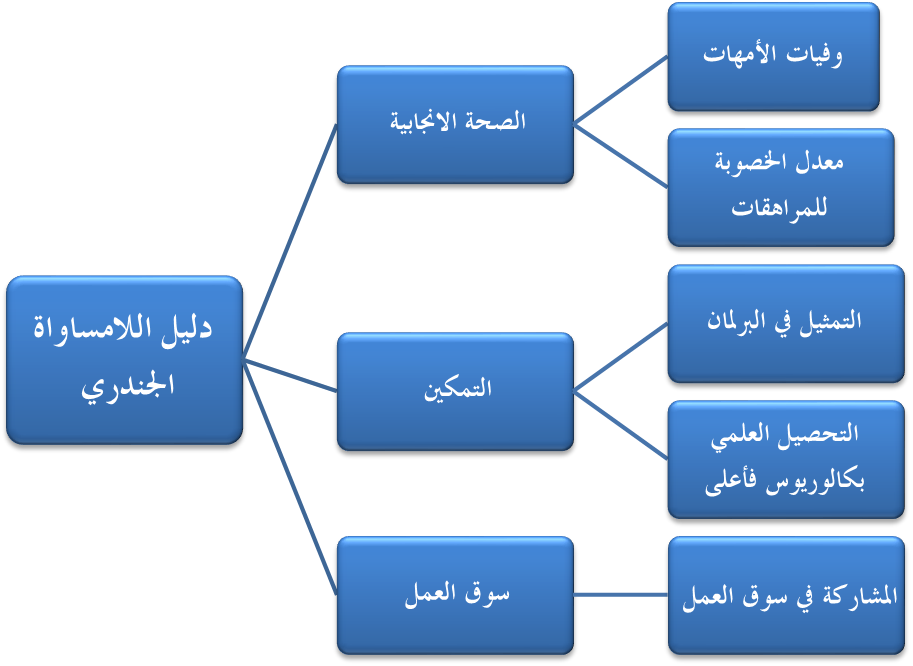 دليل اللامساواة
الجندري
الصحة الانجابية
وفيات الأمهات
معدل الخصوبة
للمراهقات
التمكين
التمثيل في البرلمان
التحصيل العلمي
بكالوريوس فأعلى
سوق العمل
المشاركة في سوق العمل